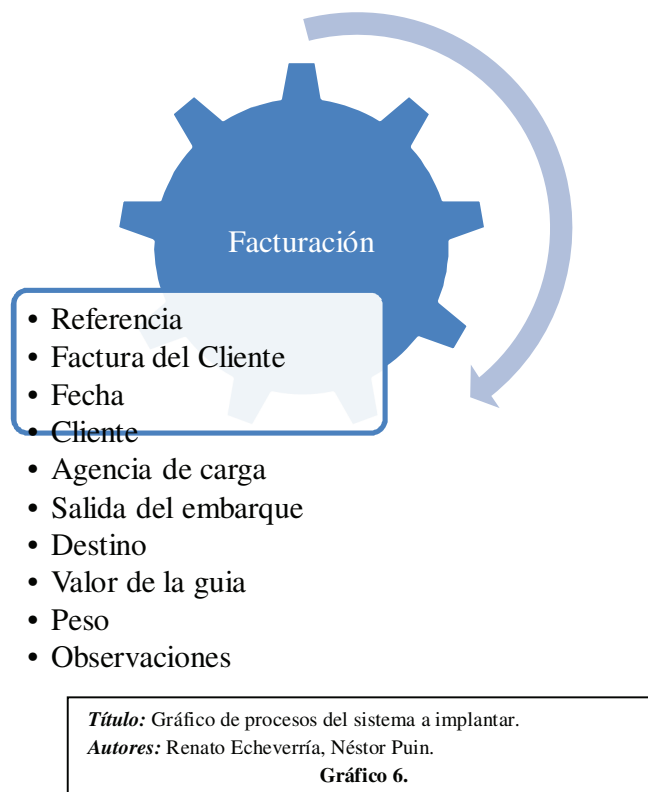 Facturación
• Referencia
• Factura del Cliente
• Fecha
• Cliente
• Agencia de carga
• Salida del embarque
• Destino
• Valor de la guia
• Peso
• Observaciones
Título: Gráfico de procesos del sistema a implantar.
Autores: Renato Echeverría, Néstor Puin.
Gráfico 6.